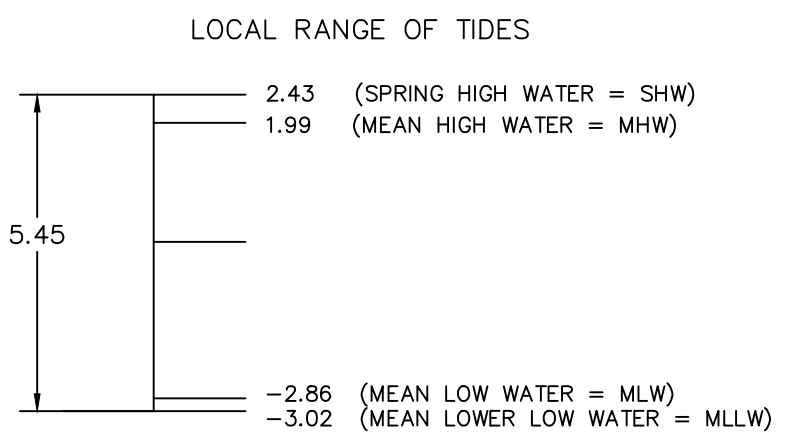 LOCAL RANGE OF TIDES
2.43 (SPRING HIGH WATER = SHW)
1.99 (MEAN HIGH WATER = MHW)
5.45
-2.86 (MEAN LOW WATER = MLW)
-3.02 (MEAN LOWER LOW WATER = MLLW)